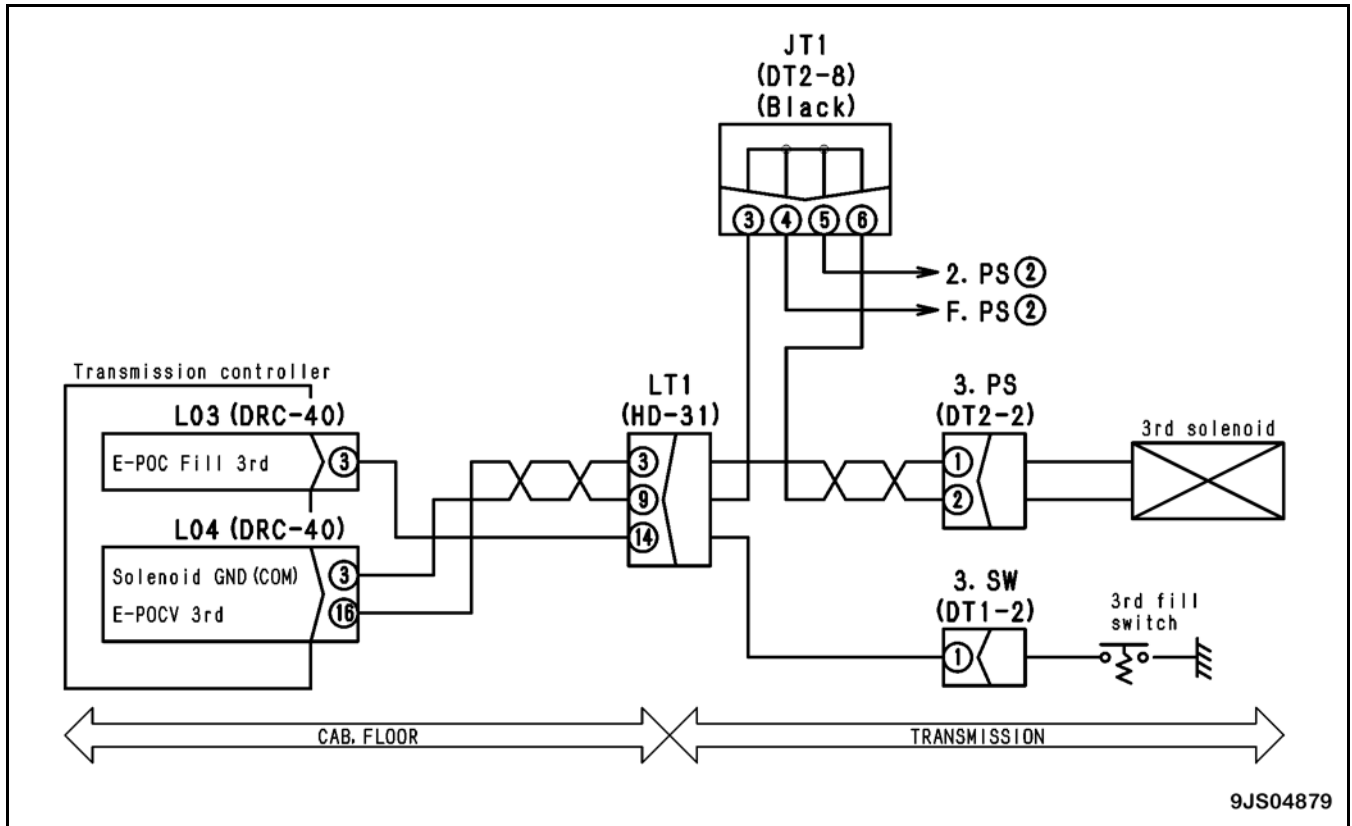 JT1
(DT2-8)
(Black)
3 4 5 6
2. PS 2
F. PS 2
Transmission controller
L03 (DRC-40)
E-POC Fill 3rd 3
L04 (DRC-40)
Solenoid GND (COM) 3
E-POCV 3rd 16
LT1
(HD-31)
3
9
14
3. PS
(DT2-2)
1
2
3rd solenoid
3. SW
(DT1-2)
1
3rd fill
switch
CAB, FLOOR
TRANSMISSION
9JS04879